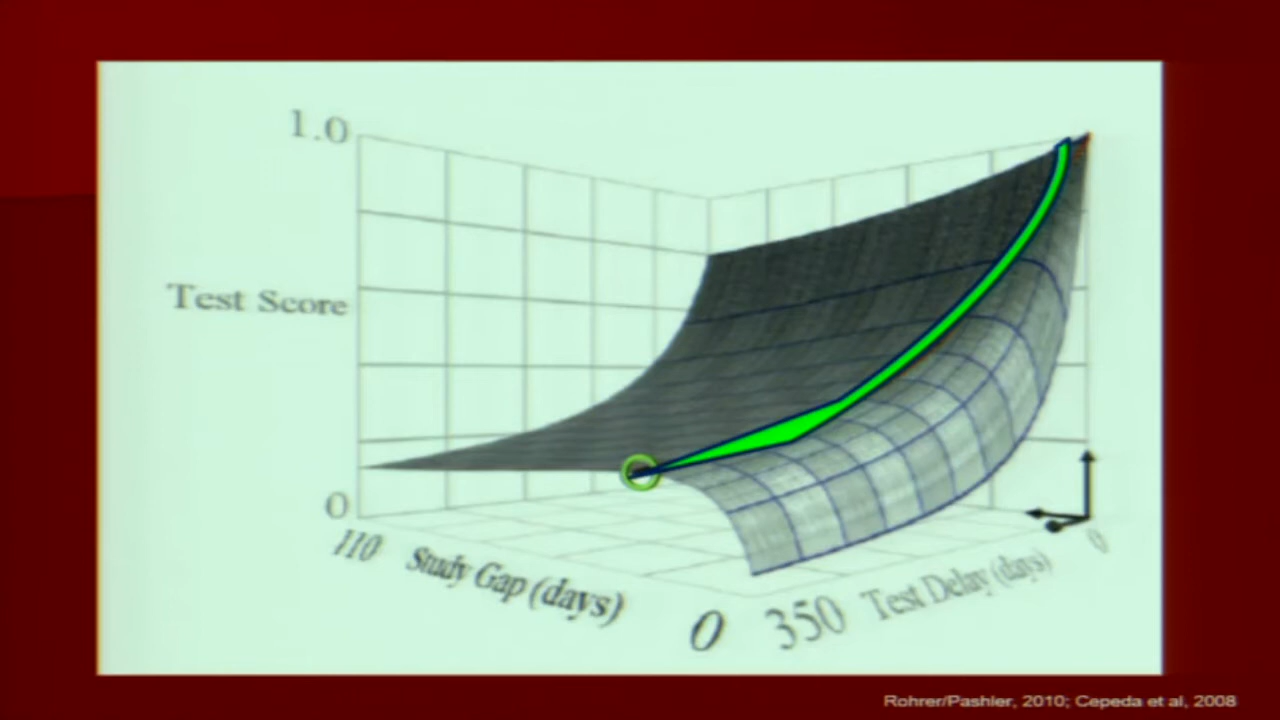 1.0
Test Score
0
110
Study Gap (days)
0
350
Test Delay (days)
0
Rohrer/Pashler, 2010; Cepeda et al, 2008